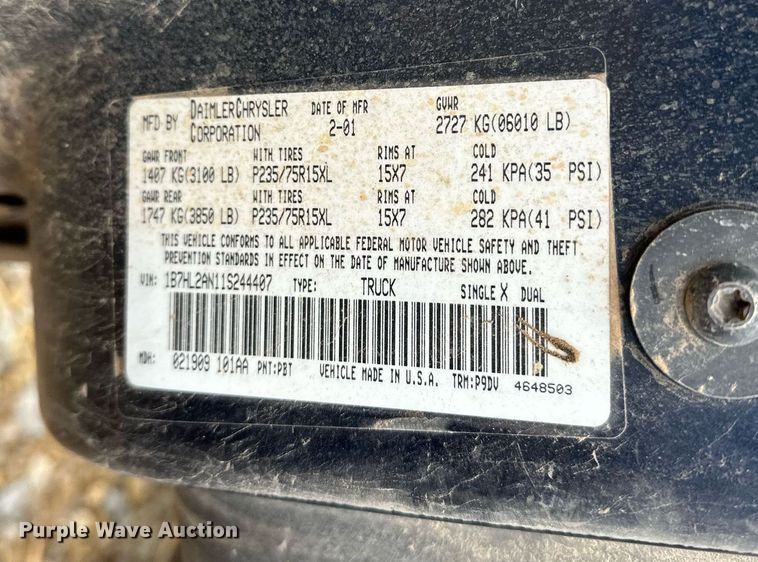 MFD BY DAIMLERCHRYSLER CORPORATION DATE OF MFR 2-01 GVWR 2727 KG(06010 LB)
GAWR FRONT WITH TIRES RIMS AT COLD
1407 KG(3100 LB) P235/75R15XL 15X7 241 KPA(35 PSI)
GAWR REAR WITH TIRES RIMS AT COLD
1747 KG(3850 LB) P235/75R15XL 15X7 282 KPA(41 PSI)
THIS VEHICLE CONFORMS TO ALL APPLICABLE FEDERAL MOTOR VEHICLE SAFETY AND THEFT
PREVENTION STANDARDS IN EFFECT ON THE DATE OF MANUFACTURE SHOWN ABOVE.
VIN: 1B7HL2AN11S244407 TYPE: TRUCK SINGLE X DUAL
MDH: 021909 101AA PNT:PBT VEHICLE MADE IN U.S.A. TRM:P9DV 4648503
Purple Wave Auction